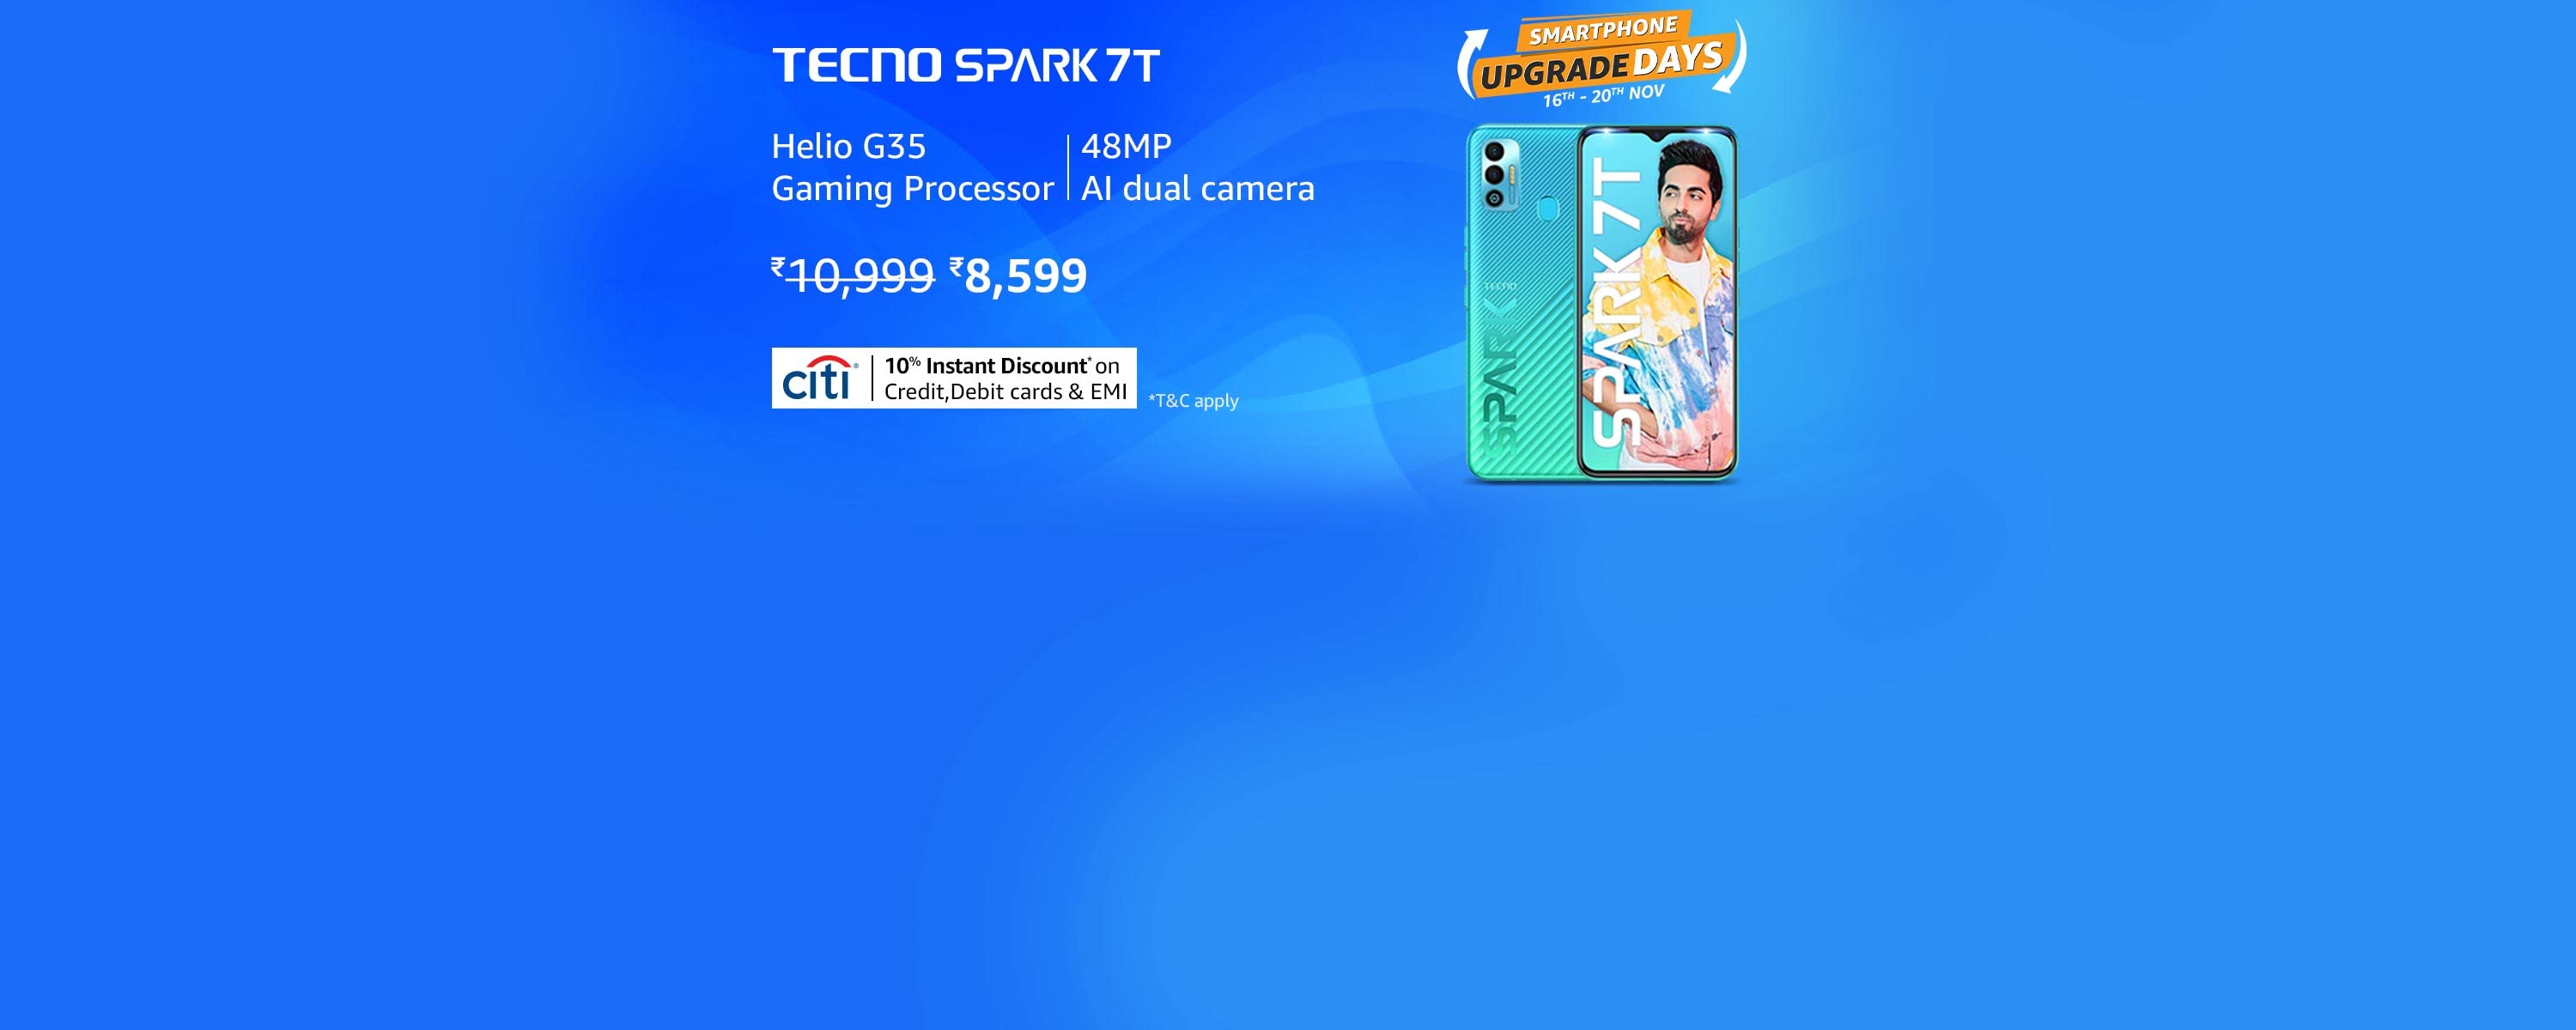 TECNO SPARK 7T
Helio G35
Gaming Processor
48MP
AI dual camera
₹10,999 ₹8,599
citi®
10% Instant Discount* on
Credit,Debit cards & EMI
*T&C apply
SMARTPHONE
UPGRADE DAYS
16TH - 20TH NOV
TECNO
SPARK
SPARK 7T